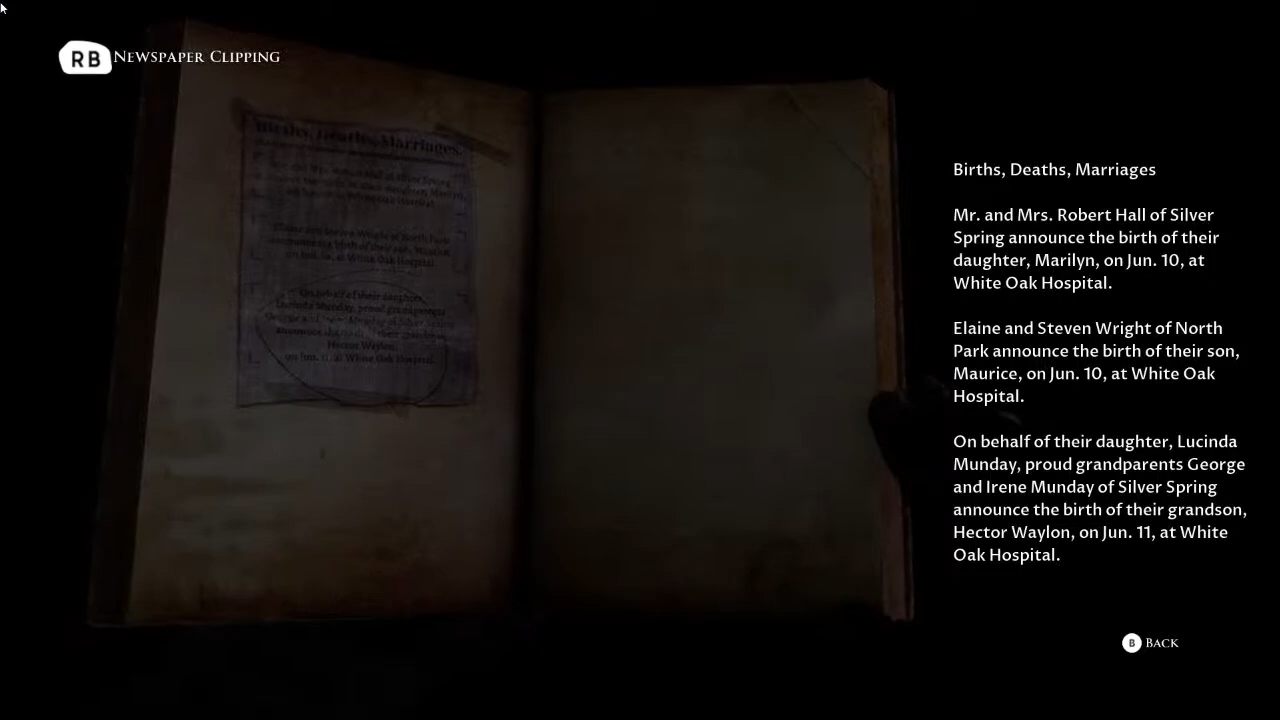 RB Newspaper Clipping
Births, Deaths, Marriages.
Births, Deaths, Marriages
Mr. and Mrs. Robert Hall of Silver
Spring announce the birth of their
daughter, Marilyn, on Jun. 10, at
White Oak Hospital.
Elaine and Steven Wright of North
Park announce the birth of their son,
Maurice, on Jun. 10, at White Oak
Hospital.
On behalf of their daughter, Lucinda
Munday, proud grandparents George
and Irene Munday of Silver Spring
announce the birth of their grandson,
Hector Waylon, on Jun. 11, at White
Oak Hospital.
B Back